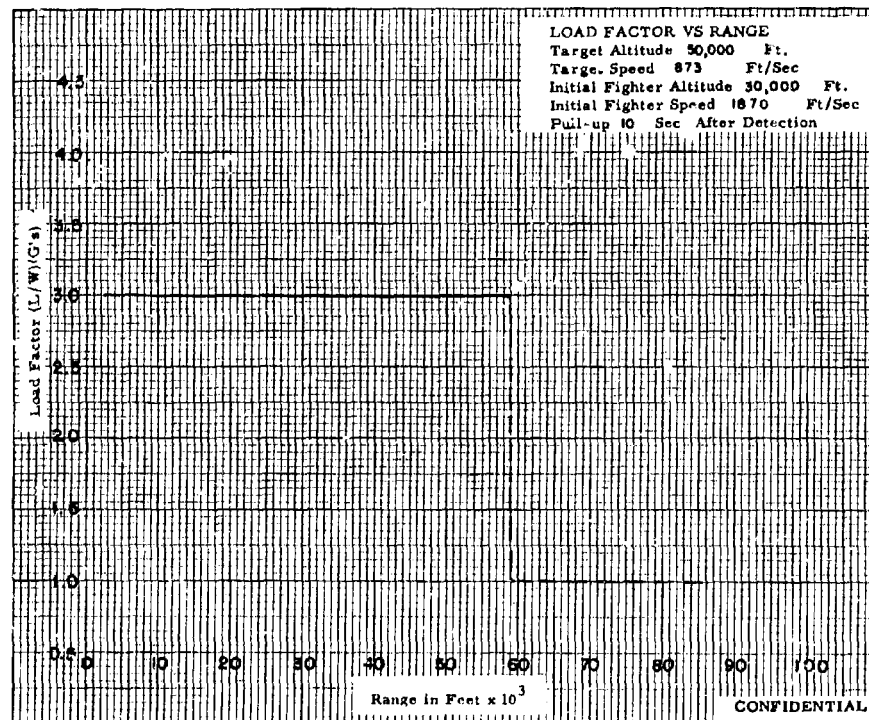 LOAD FACTOR VS RANGE
Target Altitude 50,000 Ft.
Targe. Speed 873 Ft/Sec
Initial Fighter Altitude 30,000 Ft.
Initial Fighter Speed 1870 Ft/Sec
Pull-up 10 Sec After Detection
Load Factor (L/W)(G's)
4.5
4.0
3.5
3.0
2.5
2.0
1.5
1.0
0.5
0 10 20 30 40 50 60 70 80 90 100
Range in Feet x 10³
CONFIDENTIAL